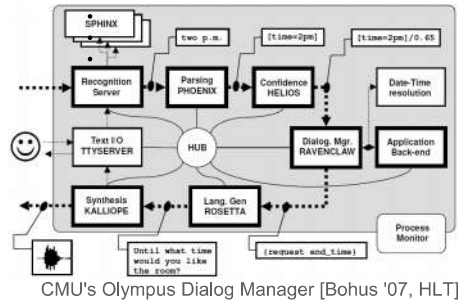 SPHINX
two p.m.
[time=2pm]
[time=2pm]/0.65
Recognition
Server
Parsing
PHOENIX
Confidence
HELIOS
Date-Time
resolution
Text I/O
TTYSERVER
HUB
Dialog. Mgr.
RAVENCLAW
Application
Back-end
Synthesis
KALLIOPE
Lang. Gen
ROSETTA
Process
Monitor
Until what time
would you like
the room?
{request end_time}
CMU's Olympus Dialog Manager [Bohus '07, HLT]